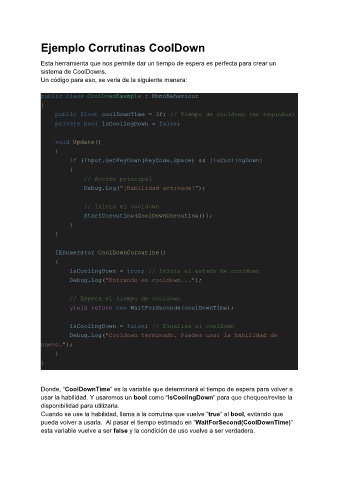 Ejemplo Corrutinas CoolDown
Esta herramienta que nos permite dar un tiempo de espera es perfecta para crear un
sistema de CoolDowns.
Un código para eso, se vería de la siguiente manera:
public class CoolDownExample : MonoBehaviour
{
public float coolDownTime = 3f; // Tiempo de cooldown (en segundos)
private bool isCoolingDown = false;
void Update()
{
if (Input.GetKeyDown(KeyCode.Space) && !isCoolingDown)
{
// Acción principal
Debug.Log("¡Habilidad activada!");
// Inicia el cooldown
StartCoroutine(CoolDownCoroutine());
}
}
IEnumerator CoolDownCoroutine()
{
isCoolingDown = true; // Inicia el estado de cooldown
Debug.Log("Entrando en cooldown...");
// Espera el tiempo de cooldown
yield return new WaitForSeconds(coolDownTime);
isCoolingDown = false; // Finaliza el cooldown
Debug.Log("Cooldown terminado. Puedes usar la habilidad de
nuevo.");
}
}
Donde, "CoolDownTime" es la variable que determinará el tiempo de espera para volver a
usar la habilidad. Y usaremos un bool como "isCoolingDown" para que chequee/revise la
disponibilidad para utilizarla.
Cuando se use la habilidad, llama a la corrutina que vuelve "true" al bool, evitando que
pueda volver a usarla. Al pasar el tiempo estimado en "WaitForSecond(CoolDownTime)"
esta variable vuelve a ser false y la condición de uso vuelve a ser verdadera.